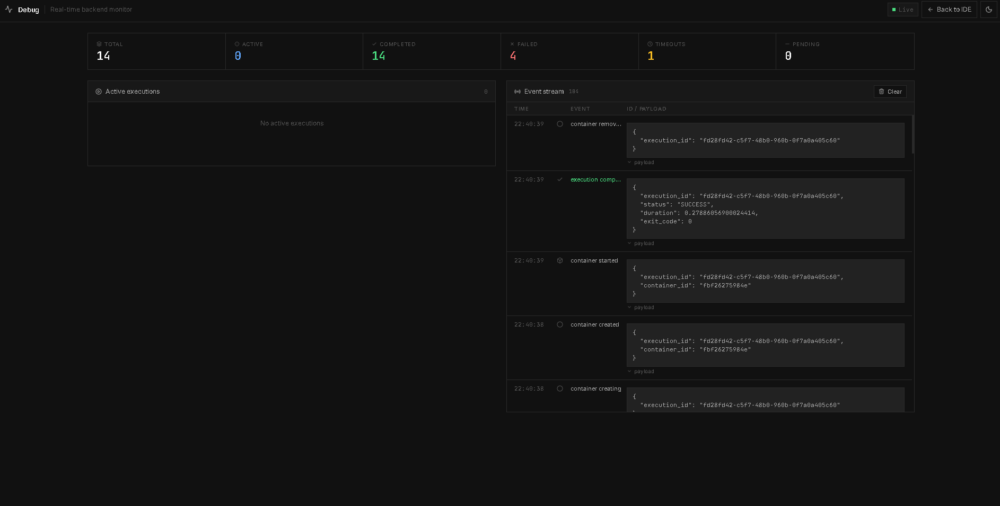 Debug
Real-time backend monitor
Live
Back to IDE
TOTAL
14
ACTIVE
0
COMPLETED
14
FAILED
4
TIMEOUTS
1
PENDING
0
Active executions
0
No active executions
Event stream 184
Clear
TIME EVENT ID / PAYLOAD
22:40:39 container remov...
{
"execution_id": "fd28fd42-c5f7-48b0-960b-0f7a0a405c60"
}
payload
22:40:39 execution comp...
{
"execution_id": "fd28fd42-c5f7-48b0-960b-0f7a0a405c60",
"status": "SUCCESS",
"duration": 0.27886056900024414,
"exit_code": 0
}
payload
22:40:39 container started
{
"execution_id": "fd28fd42-c5f7-48b0-960b-0f7a0a405c60",
"container_id": "fbf26275984e"
}
payload
22:40:38 container created
{
"execution_id": "fd28fd42-c5f7-48b0-960b-0f7a0a405c60",
"container_id": "fbf26275984e"
}
payload
22:40:38 container creating
{
"execution_id": "fd28fd42-c5f7-48b0-960b-0f7a0a405c60"